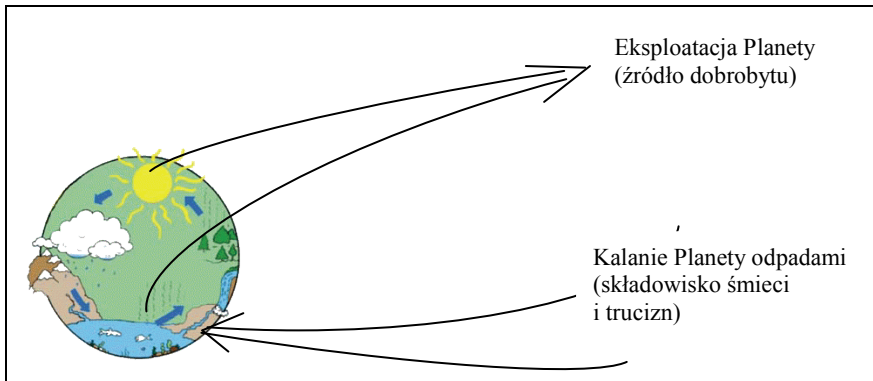 Eksploatacja Planety
(źródło dobrobytu)
Kalanie Planety odpadami
(składowisko śmieci
i trucizn)